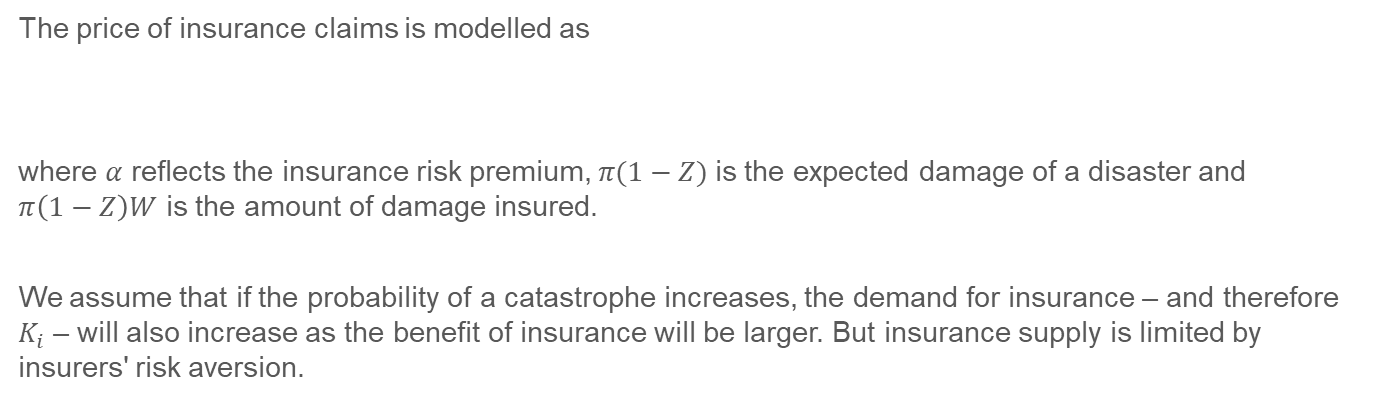 The price of insurance claims is modelled as
where α reflects the insurance risk premium, π(1 − Z) is the expected damage of a disaster and
π(1 − Z)W is the amount of damage insured.
We assume that if the probability of a catastrophe increases, the demand for insurance – and therefore
Kᵢ – will also increase as the benefit of insurance will be larger. But insurance supply is limited by
insurers' risk aversion.